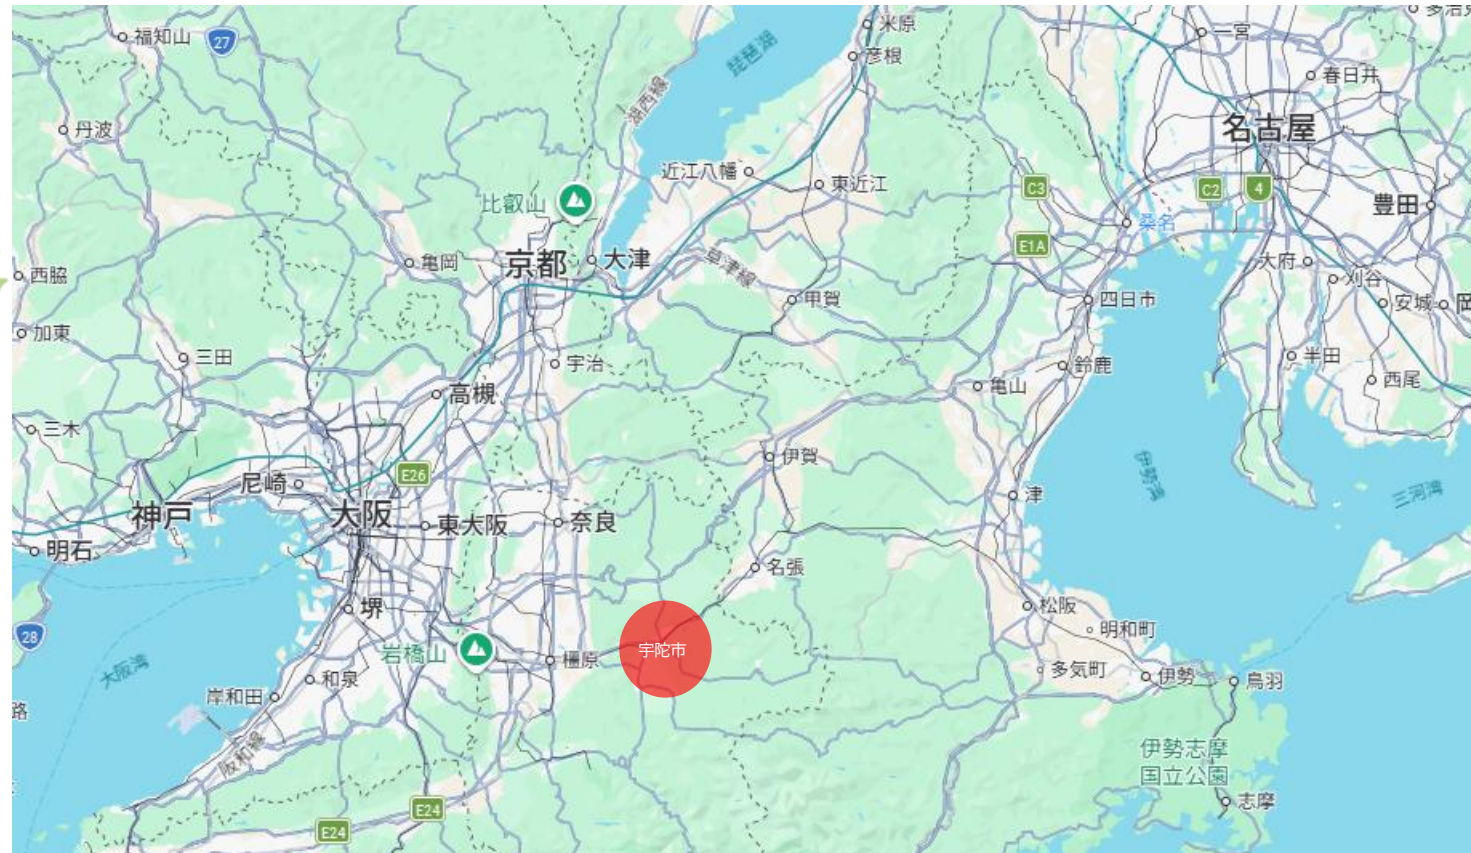 多治見
福知山
27
米原
琵琶湖
一宮
彦根
春日井
湖西線
丹波
名古屋
近江八幡
東近江
C3
C2
4
比叡山
豊田
桑名
E1A
京都
大津
亀岡
草津線
大府
西脇
刈谷
甲賀
四日市
安城
岡
加東
三田
宇治
半田
鈴鹿
西尾
高槻
亀山
三木
伊賀
E26
伊勢湾
尼崎
三河湾
津
神戸
大阪
東大阪
奈良
明石
名張
堺
松阪
28
明和町
宇陀市
岩橋山
橿原
大阪湾
多気町
和泉
伊勢
鳥羽
岸和田
路
阪和線
伊勢志摩
国立公園
志摩
E24
E24